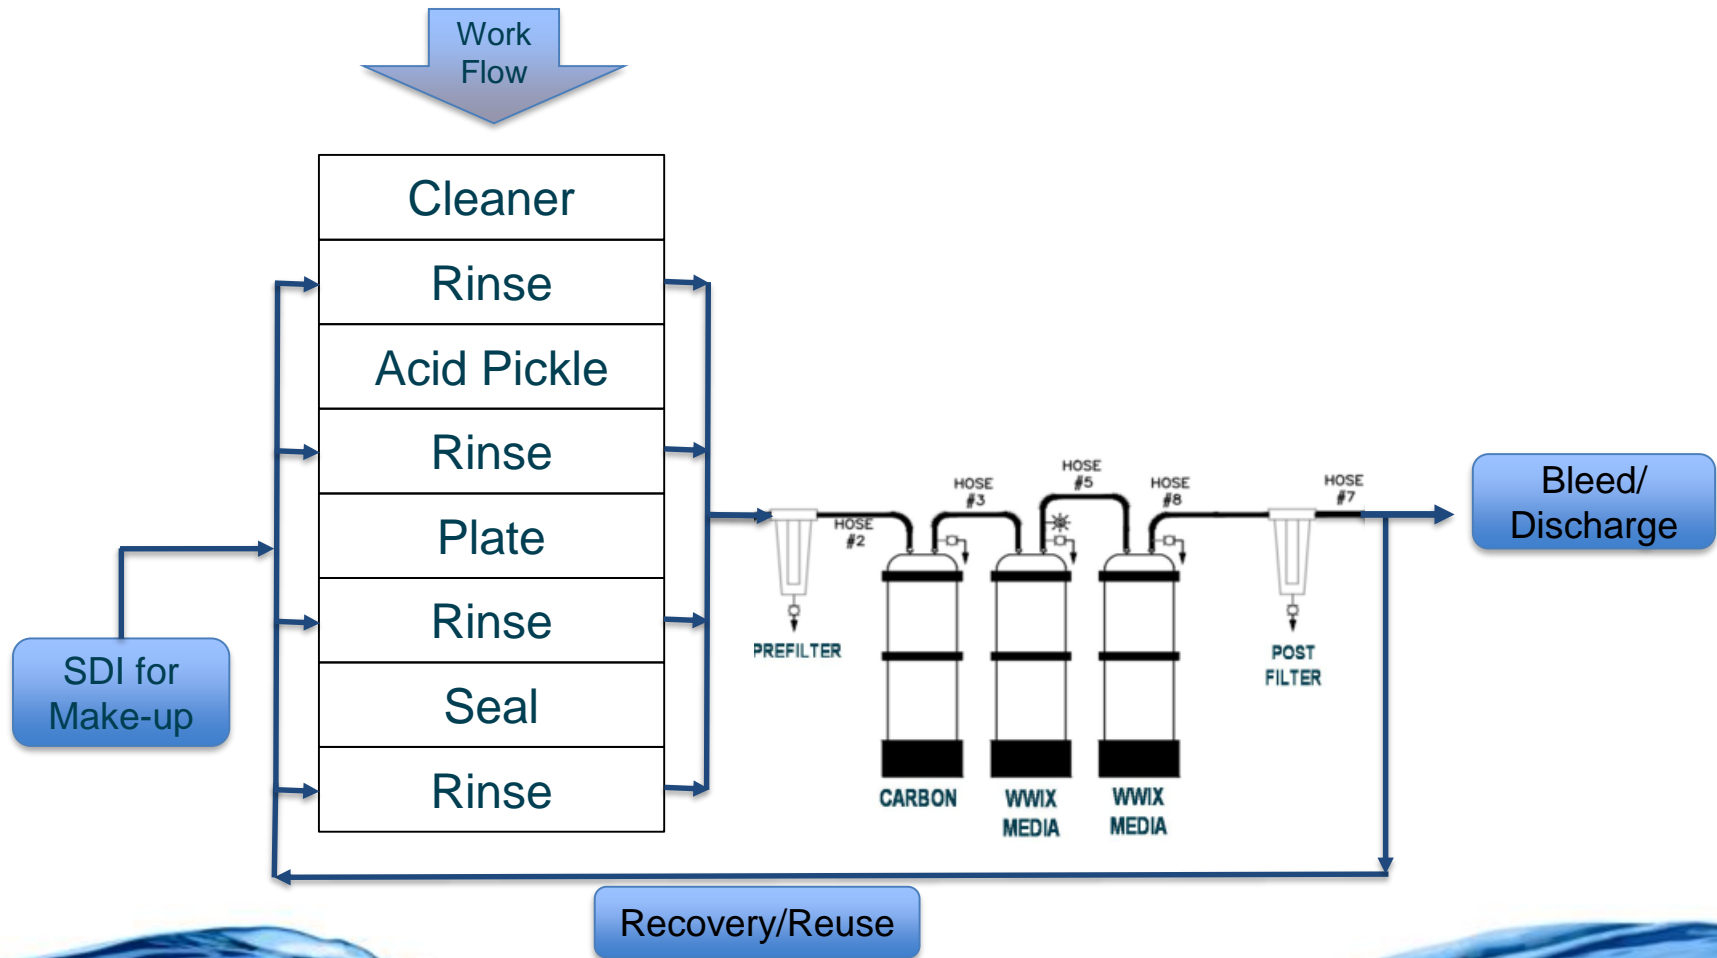 Work
Flow
Cleaner
Rinse
Acid Pickle
Rinse
Plate
Rinse
Seal
Rinse
SDI for
Make-up
PREFILTER
HOSE
#2
HOSE
#3
HOSE
#5
HOSE
#8
HOSE
#7
CARBON
WWIX
MEDIA
WWIX
MEDIA
POST
FILTER
Bleed/
Discharge
Recovery/Reuse